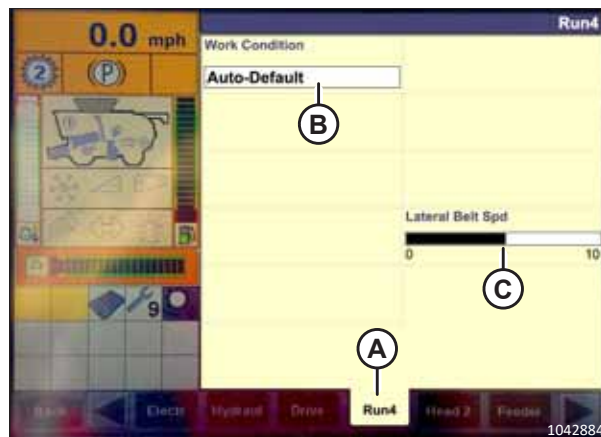 Run4
0.0 mph
Work Condition
2
(P)
Auto-Default
B
Lateral Belt Spd
0 10
C
9
A
Back
Electr
Hydraul
Drive
Run4
Head 2
Feeder
1042884